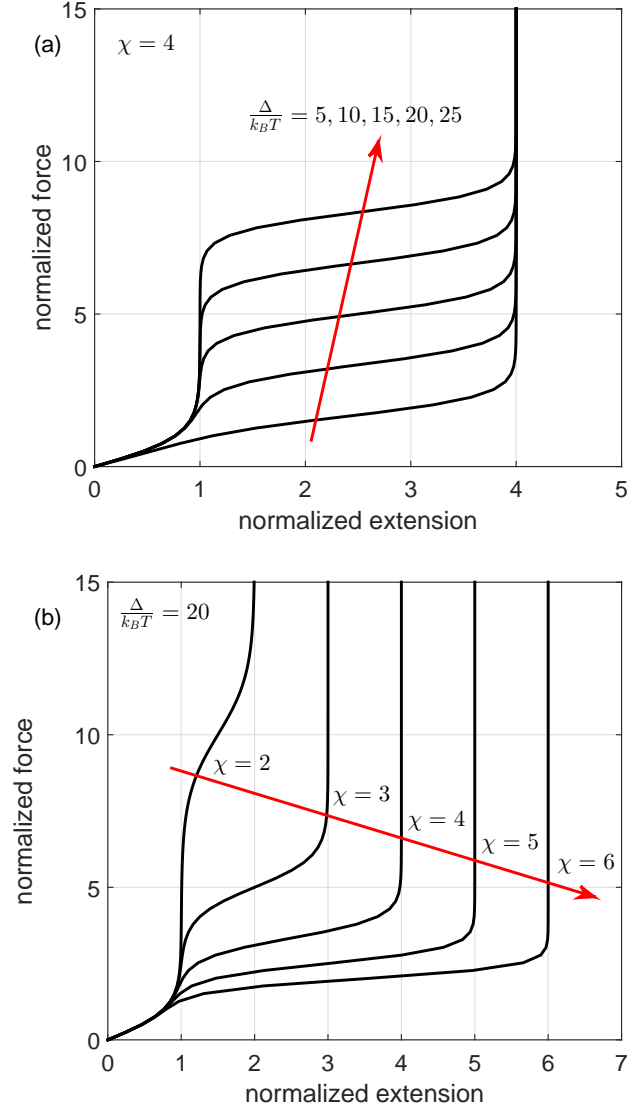 (a)
χ = 4
Δ/k_BT = 5, 10, 15, 20, 25
15
10
5
0
normalized force
0 1 2 3 4 5
normalized extension
(b)
Δ/k_BT = 20
15
10
5
0
normalized force
χ = 2
χ = 3
χ = 4
χ = 5
χ = 6
0 1 2 3 4 5 6 7
normalized extension